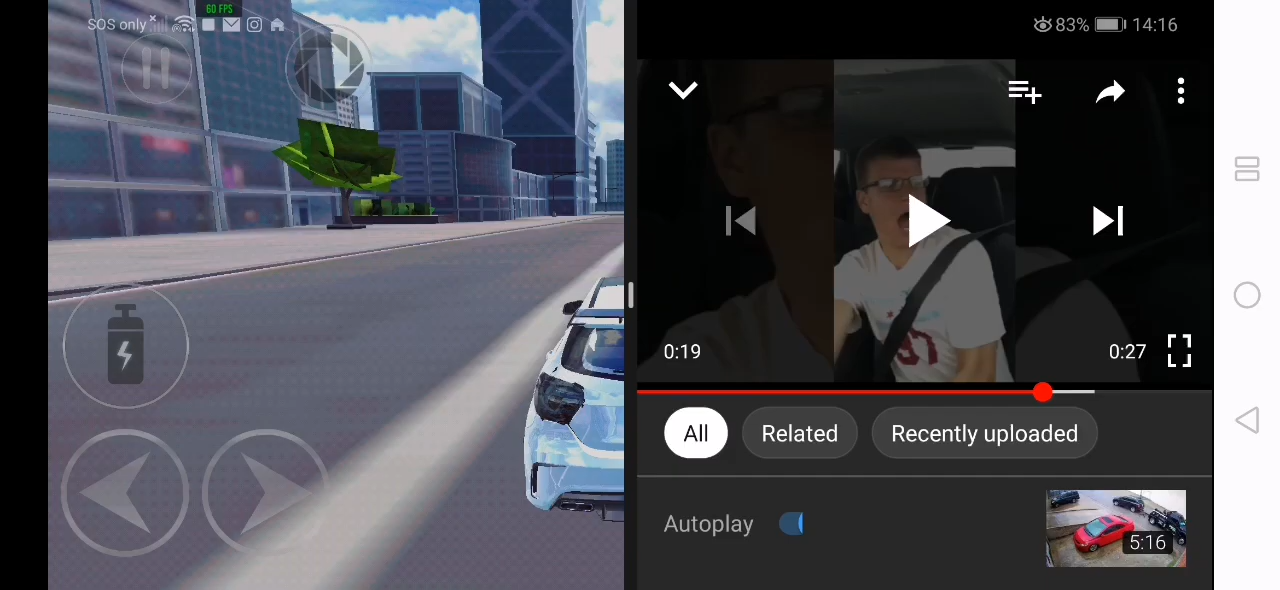 60 FPS
SOS only
83% 14:16
0:19
0:27
All
Related
Recently uploaded
Autoplay
5:16